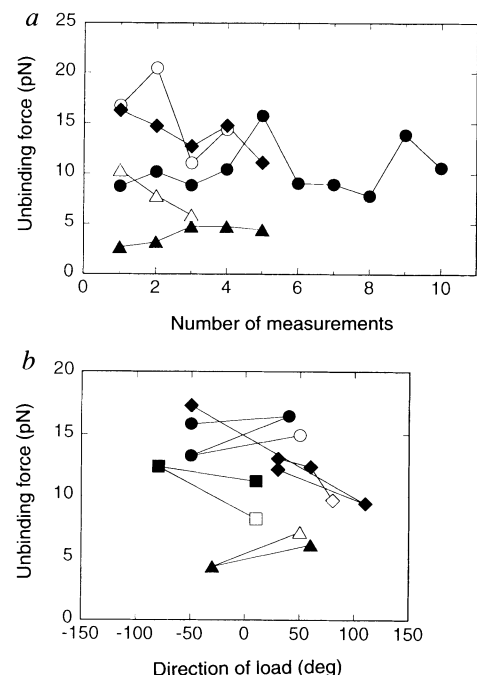 a
25
20
15
10
5
0
Unbinding force (pN)
0 2 4 6 8 10
Number of measurements
b
20
15
10
5
0
Unbinding force (pN)
-150 -100 -50 0 50 100 150
Direction of load (deg)